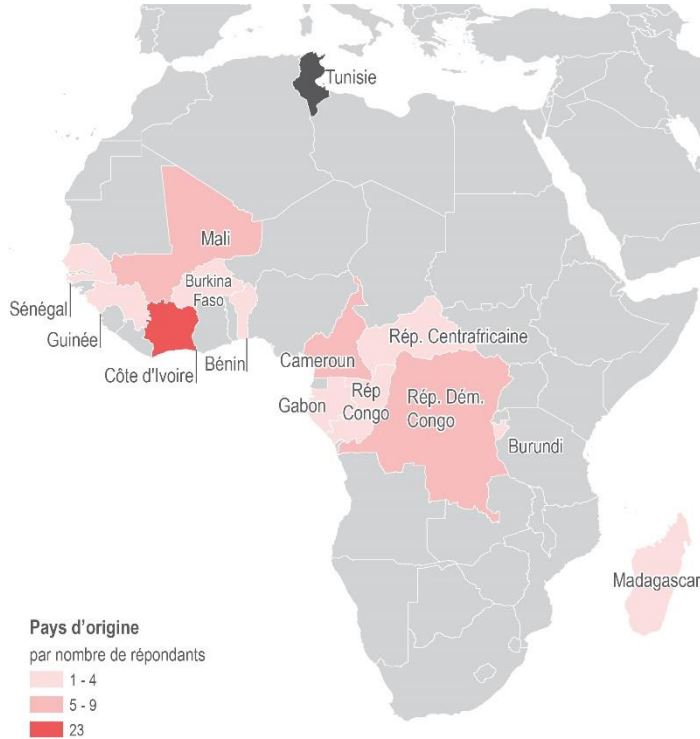 Tunisie
Mali
Burkina
Faso
Sénégal
Guinée
Côte d'Ivoire
Bénin
Cameroun
Rép. Centrafricaine
Gabon
Rép
Congo
Rép. Dém.
Congo
Burundi
Madagascar
Pays d'origine
par nombre de répondants
1 - 4
5 - 9
23